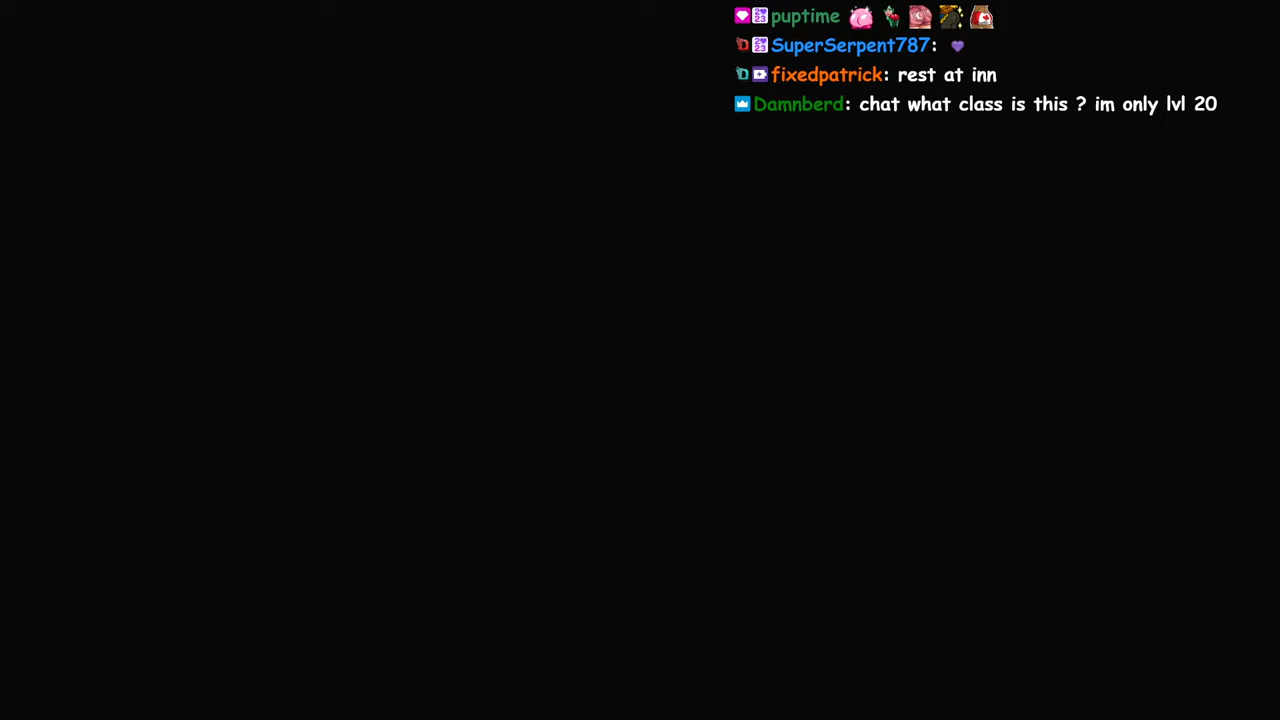 puptime
SuperSerpent787:
fixedpatrick: rest at inn
Damnberd: chat what class is this ? im only lvl 20